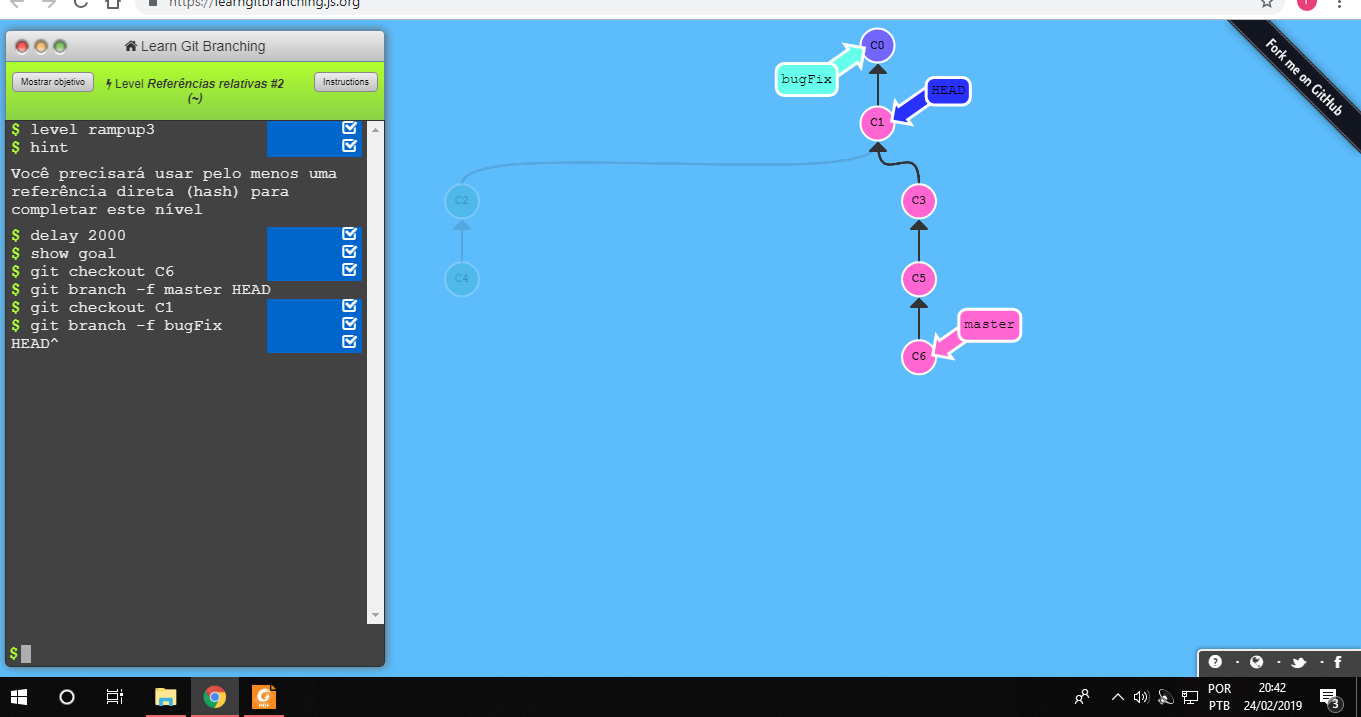 https://learngitbranching.js.org
Learn Git Branching
Mostrar objetivo
Level Referências relativas #2
(~)
Instructions
$ level rampup3
$ hint
Você precisará usar pelo menos uma
referência direta (hash) para
completar este nível
$ delay 2000
$ show goal
$ git checkout C6
$ git branch -f master HEAD
$ git checkout C1
$ git branch -f bugFix
HEAD^
$
C0
bugFix
HEAD
C1
C2
C3
C4
C5
master
C6
Fork me on GitHub
POR
PTB
20:42
24/02/2019
3